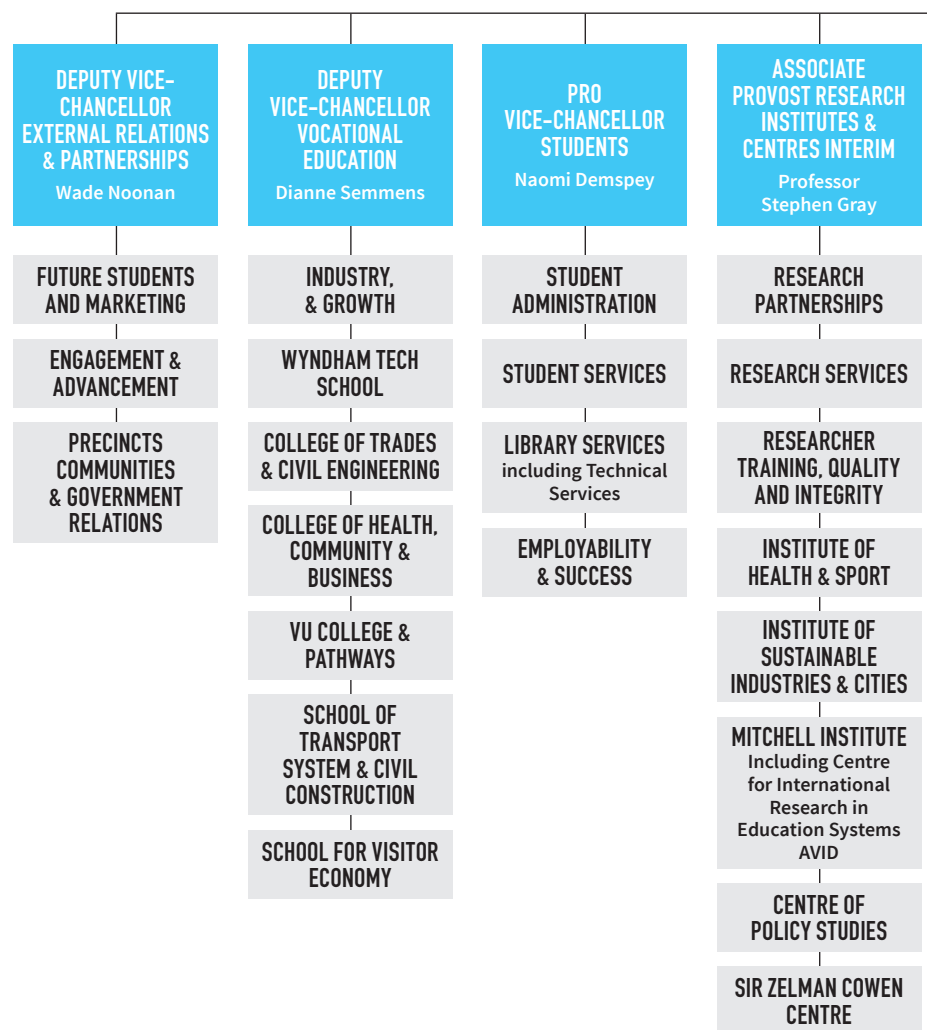 DEPUTY VICE-
CHANCELLOR
EXTERNAL RELATIONS
& PARTNERSHIPS
Wade Noonan
FUTURE STUDENTS
AND MARKETING
ENGAGEMENT &
ADVANCEMENT
PRECINCTS
COMMUNITIES
& GOVERNMENT
RELATIONS
DEPUTY
VICE-CHANCELLOR
VOCATIONAL
EDUCATION
Dianne Semmens
INDUSTRY,
& GROWTH
WYNDHAM TECH
SCHOOL
COLLEGE OF TRADES
& CIVIL ENGINEERING
COLLEGE OF HEALTH,
COMMUNITY &
BUSINESS
VU COLLEGE &
PATHWAYS
SCHOOL OF
TRANSPORT
SYSTEM & CIVIL
CONSTRUCTION
SCHOOL FOR VISITOR
ECONOMY
PRO
VICE-CHANCELLOR
STUDENTS
Naomi Demspey
STUDENT
ADMINISTRATION
STUDENT SERVICES
LIBRARY SERVICES
including Technical
Services
EMPLOYABILITY
& SUCCESS
ASSOCIATE
PROVOST RESEARCH
INSTITUTES &
CENTRES INTERIM
Professor
Stephen Gray
RESEARCH
PARTNERSHIPS
RESEARCH SERVICES
RESEARCHER
TRAINING, QUALITY
AND INTEGRITY
INSTITUTE OF
HEALTH & SPORT
INSTITUTE OF
SUSTAINABLE
INDUSTRIES & CITIES
MITCHELL INSTITUTE
Including Centre
for International
Research in
Education Systems
AVID
CENTRE OF
POLICY STUDIES
SIR ZELMAN COWEN
CENTRE